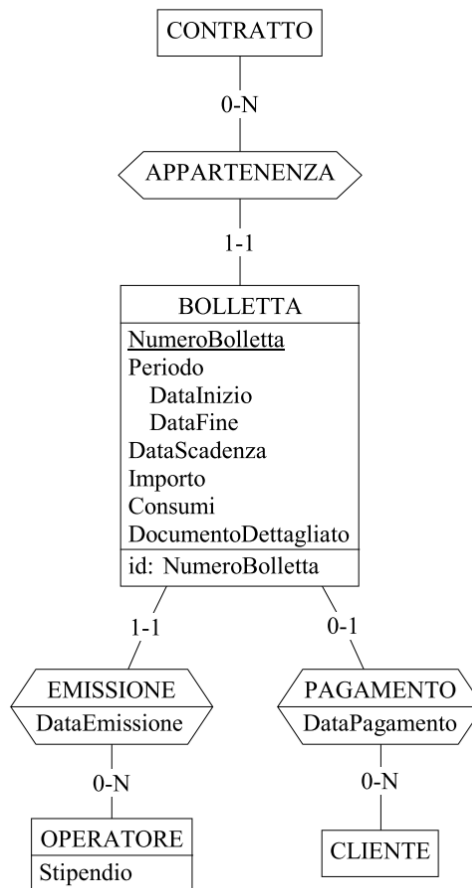 CONTRATTO
0-N
APPARTENENZA
1-1
BOLLETTA
NumeroBolletta
Periodo
DataInizio
DataFine
DataScadenza
Importo
Consumi
DocumentoDettagliato
id: NumeroBolletta
1-1
0-1
EMISSIONE
DataEmissione
PAGAMENTO
DataPagamento
0-N
0-N
OPERATORE
Stipendio
CLIENTE